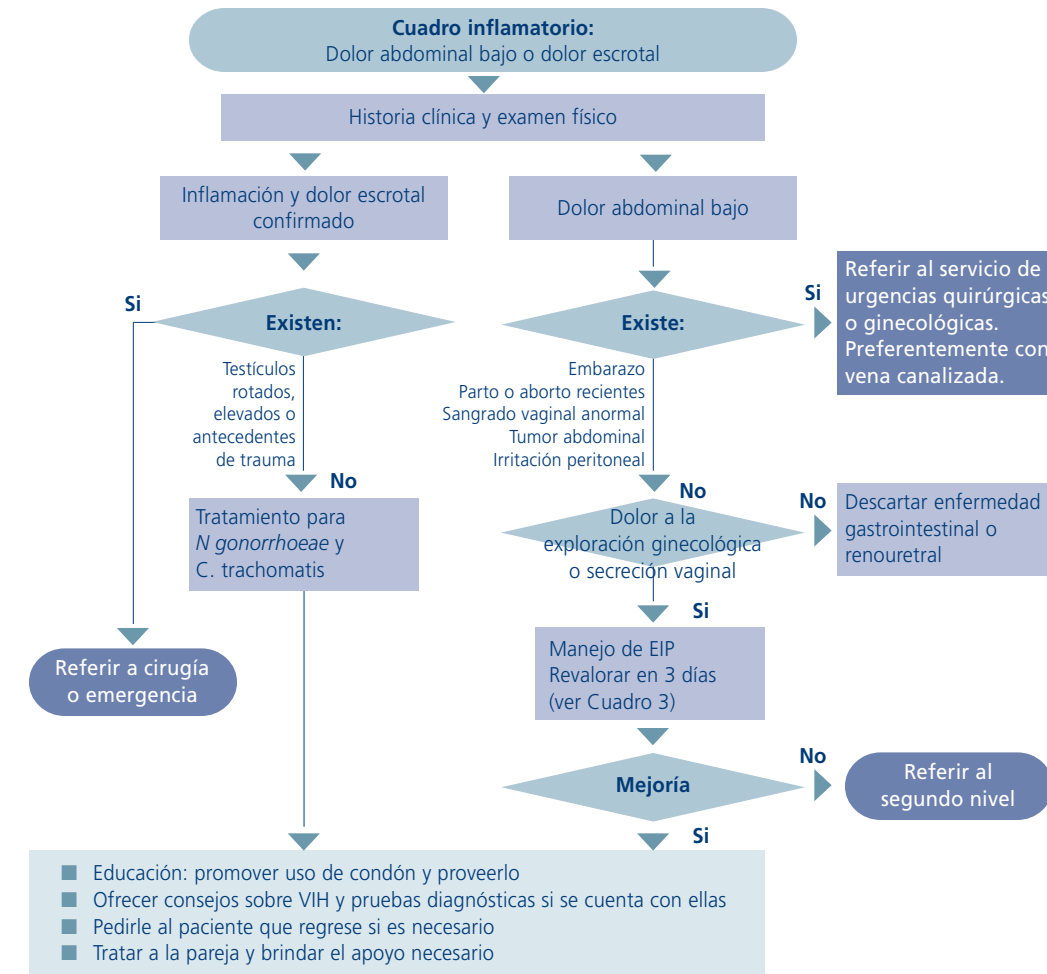 Cuadro inflamatorio:
Dolor abdominal bajo o dolor escrotal
Historia clínica y examen físico
Inflamación y dolor escrotal
confirmado
Dolor abdominal bajo
Si
Existen:
Existe:
Si
Referir al servicio de
urgencias quirúrgicas
o ginecológicas.
Preferentemente con
vena canalizada.
Testículos
rotados,
elevados o
antecedentes
de trauma
Embarazo
Parto o aborto recientes
Sangrado vaginal anormal
Tumor abdominal
Irritación peritoneal
No
No
Tratamiento para
N gonorrhoeae y
C. trachomatis
Dolor a la
exploración ginecológica
o secreción vaginal
No
Descartar enfermedad
gastrointestinal o
renouretral
Si
Referir a cirugía
o emergencia
Manejo de EIP
Revalorar en 3 días
(ver Cuadro 3)
Mejoría
No
Referir al
segundo nivel
Si
Educación: promover uso de condón y proveerlo
Ofrecer consejos sobre VIH y pruebas diagnósticas si se cuenta con ellas
Pedirle al paciente que regrese si es necesario
Tratar a la pareja y brindar el apoyo necesario